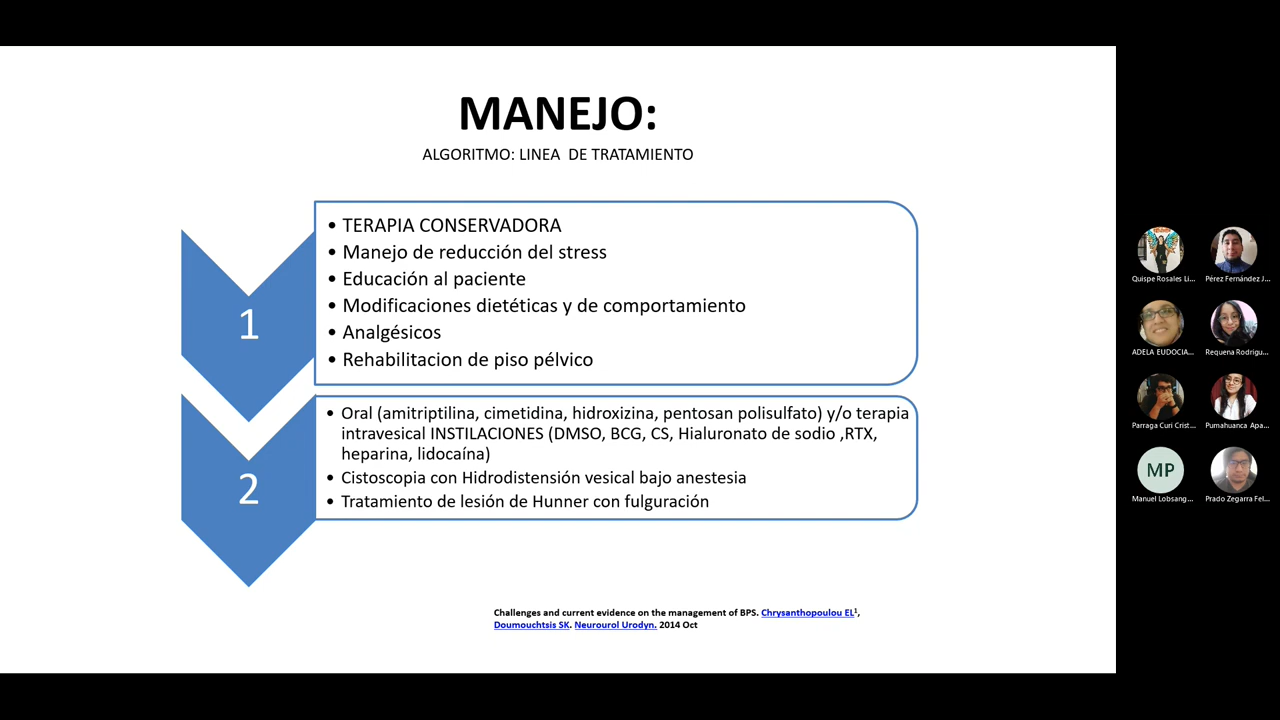 MANEJO:
ALGORITMO: LINEA DE TRATAMIENTO
1
• TERAPIA CONSERVADORA
• Manejo de reducción del stress
• Educación al paciente
• Modificaciones dietéticas y de comportamiento
• Analgésicos
• Rehabilitacion de piso pélvico
2
• Oral (amitriptilina, cimetidina, hidroxizina, pentosan polisulfato) y/o terapia
intravesical INSTILACIONES (DMSO, BCG, CS, Hialuronato de sodio ,RTX,
heparina, lidocaína)
• Cistoscopia con Hidrodistensión vesical bajo anestesia
• Tratamiento de lesión de Hunner con fulguración
Challenges and current evidence on the management of BPS. Chrysanthopoulou EL¹,
Doumouchtsis SK. Neurourol Urodyn. 2014 Oct
Quispe Rosales Li...
Pérez Fernández J...
ADELA EUDOCIA...
Requena Rodrigu...
Parraga Curi Crist...
Pumahuanca Apa...
MP
Manuel Lobsang...
Prado Zegarra Fel...